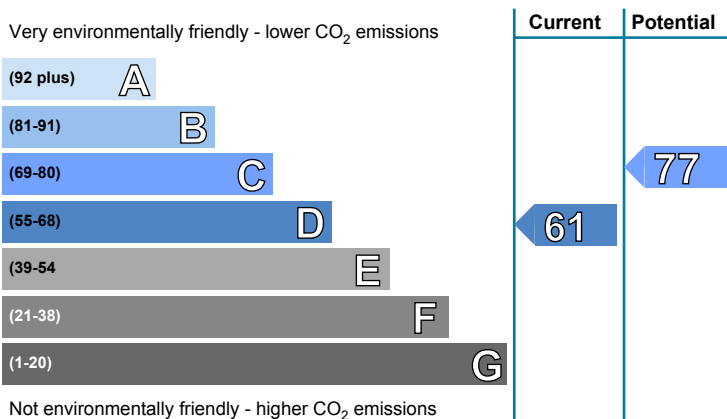 Very environmentally friendly - lower CO2 emissions
Current
Potential
(92 plus) A
(81-91) B
(69-80) C
77
(55-68) D
61
(39-54 E
(21-38) F
(1-20) G
Not environmentally friendly - higher CO2 emissions